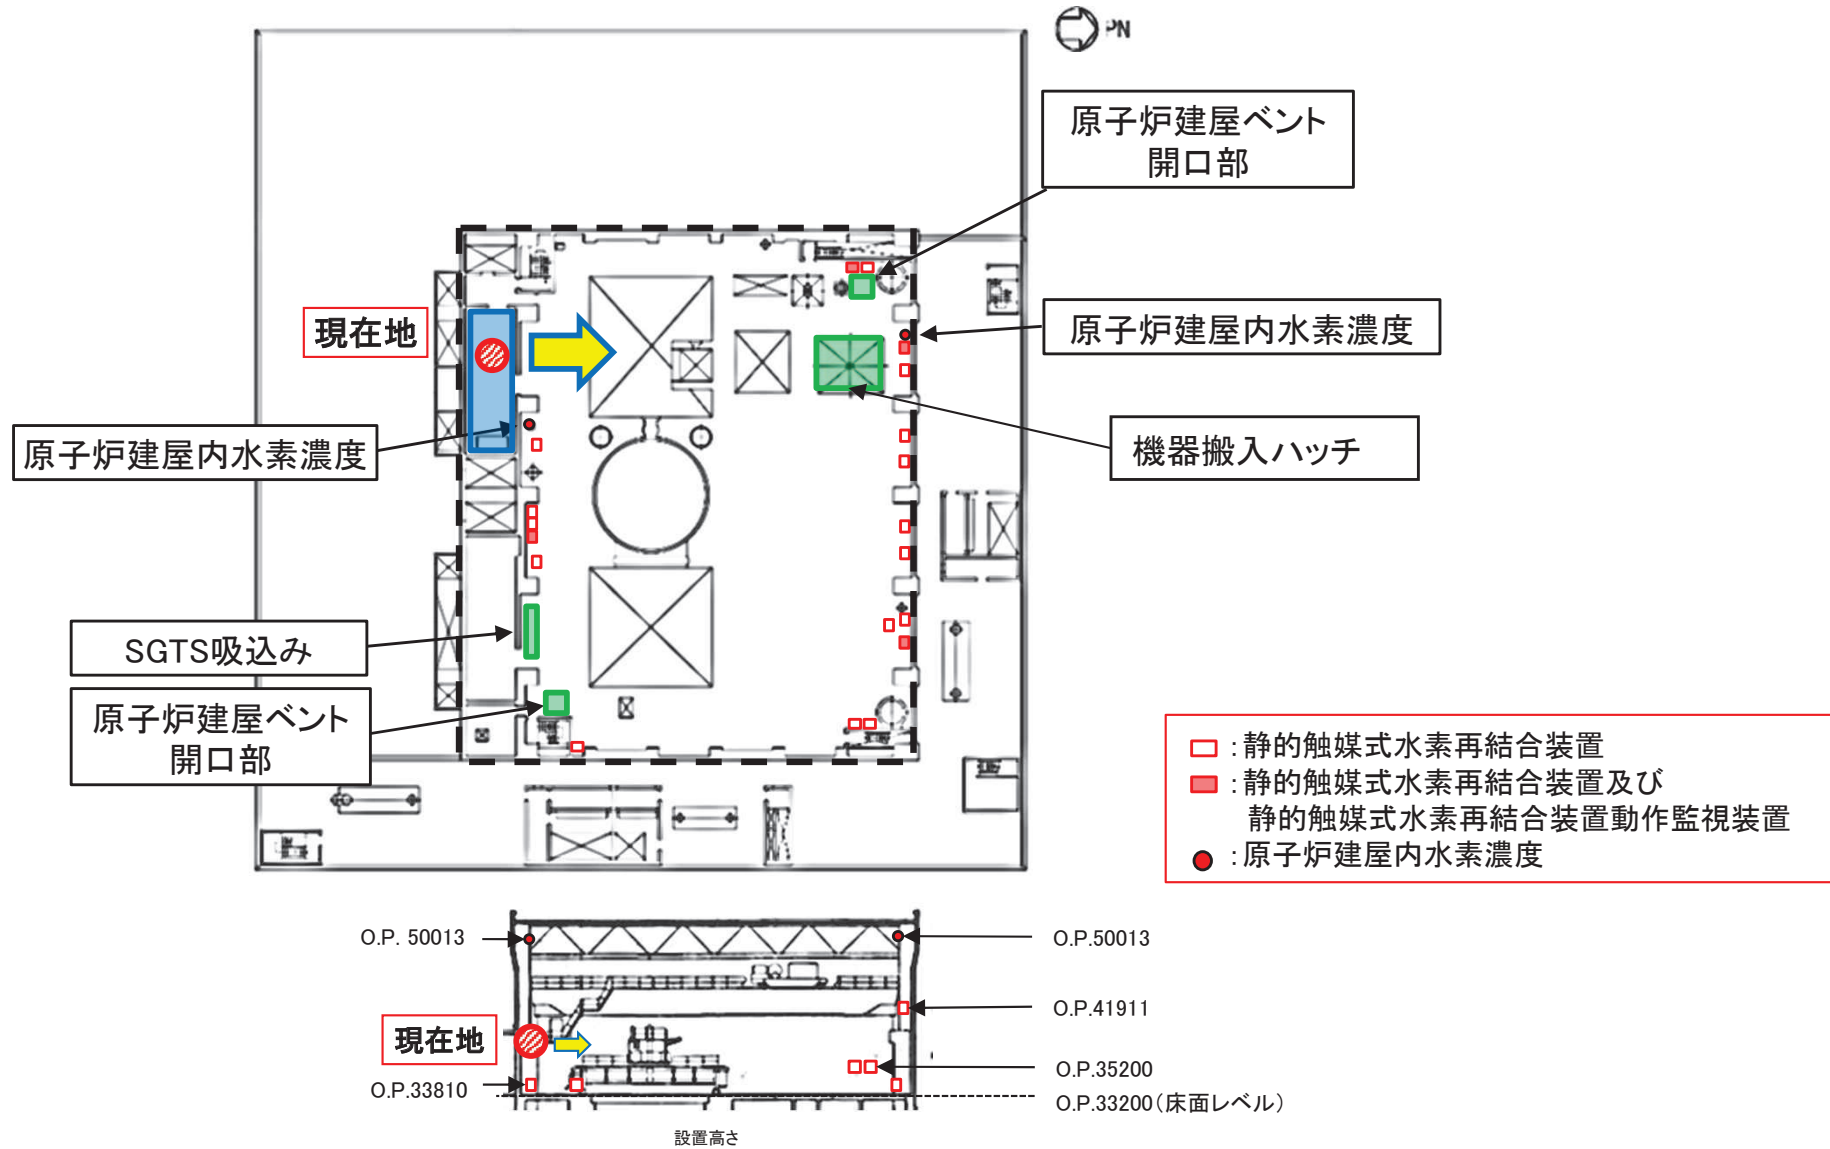 PN
原子炉建屋ベント
開口部
現在地
原子炉建屋内水素濃度
原子炉建屋内水素濃度
機器搬入ハッチ
SGTS吸込み
原子炉建屋ベント
開口部
:静的触媒式水素再結合装置
:静的触媒式水素再結合装置及び
静的触媒式水素再結合装置動作監視装置
:原子炉建屋内水素濃度
O.P. 50013
O.P.50013
O.P.41911
現在地
O.P.35200
O.P.33810
O.P.33200(床面レベル)
設置高さ